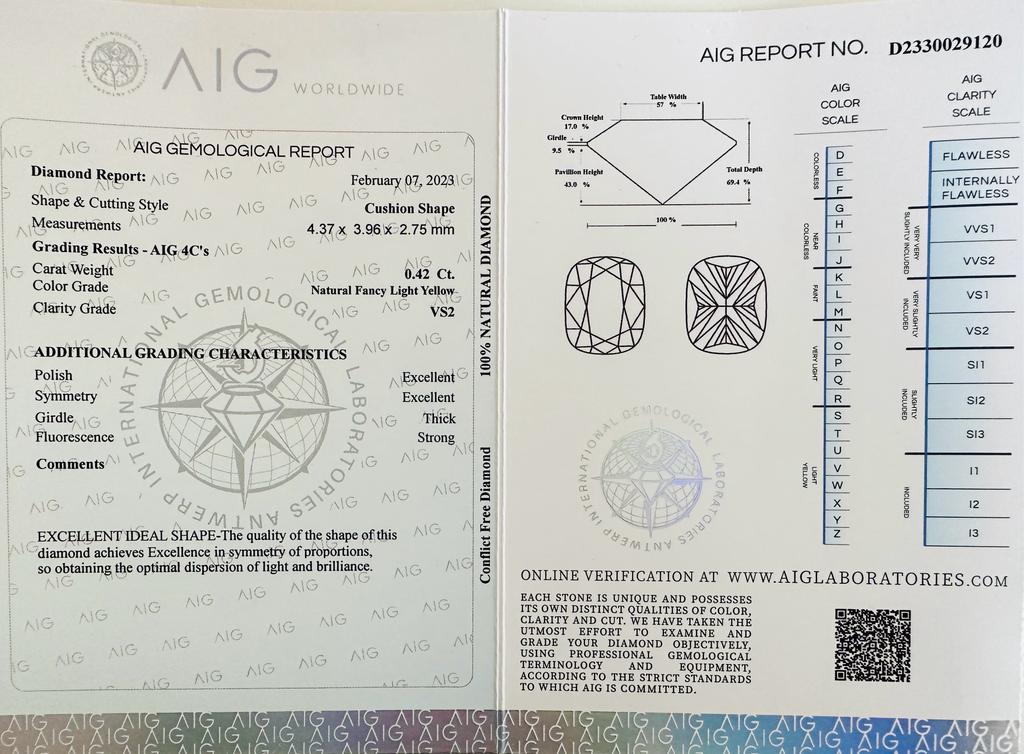 AIG WORLDWIDE
AIG GEMOLOGICAL REPORT
Diamond Report:
February 07, 2023
Shape & Cutting Style
Cushion Shape
Measurements
4.37 x 3.96 x 2.75 mm
Grading Results - AIG 4C's
Carat Weight 0.42 Ct.
Color Grade Natural Fancy Light Yellow
Clarity Grade VS2
ADDITIONAL GRADING CHARACTERISTICS
Polish Excellent
Symmetry Excellent
Girdle Thick
Fluorescence Strong
Comments
EXCELLENT IDEAL SHAPE-The quality of the shape of this
diamond achieves Excellence in symmetry of proportions,
so obtaining the optimal dispersion of light and brilliance.
INTERNATIONAL GEMOLOGICAL LABORATORIES ANTWERP
100% NATURAL DIAMOND
Conflict Free Diamond
AIG REPORT NO. D2330029120
Table Width
57 %
Crown Height
17.0 %
Girdle
9.5 %
Pavillion Height
43.0 %
Total Depth
69.4 %
100 %
INTERNATIONAL GEMOLOGICAL LABORATORIES ANTWERP
AIG
COLOR
SCALE
COLORLESS
D
E
F
NEAR
COLORLESS
G
H
I
J
FAINT
K
L
M
VERY LIGHT
N
O
P
Q
R
LIGHT
YELLOW
S
T
U
V
W
X
Y
Z
AIG
CLARITY
SCALE
FLAWLESS
INTERNALLY
FLAWLESS
VERY VERY
SLIGHTLY INCLUDED
VVS1
VVS2
VERY SLIGHTLY
INCLUDED
VS1
VS2
SLIGHTLY
INCLUDED
SI1
SI2
SI3
INCLUDED
I1
I2
I3
ONLINE VERIFICATION AT WWW.AIGLABORATORIES.COM
EACH STONE IS UNIQUE AND POSSESSES
ITS OWN DISTINCT QUALITIES OF COLOR,
CLARITY AND CUT. WE HAVE TAKEN THE
UTMOST EFFORT TO EXAMINE AND
GRADE YOUR DIAMOND OBJECTIVELY,
USING PROFESSIONAL GEMOLOGICAL
TERMINOLOGY AND EQUIPMENT,
ACCORDING TO THE STRICT STANDARDS
TO WHICH AIG IS COMMITTED.